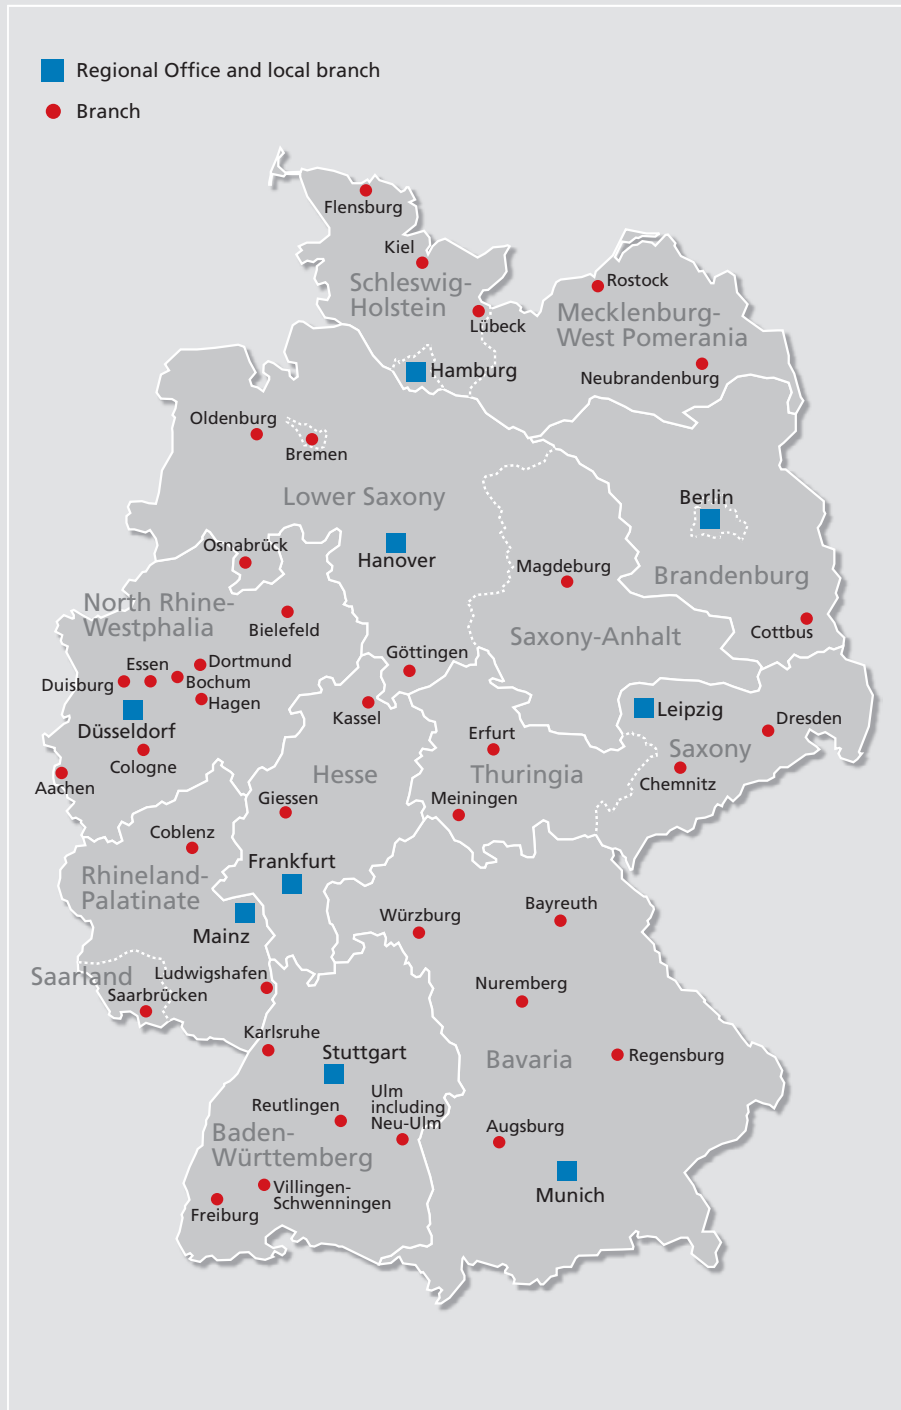 Regional Office and local branch
Branch
Flensburg
Kiel
Schleswig-
Holstein
Lübeck
Rostock
Mecklenburg-
West Pomerania
Neubrandenburg
Hamburg
Oldenburg
Bremen
Lower Saxony
Hanover
Berlin
Brandenburg
Cottbus
Magdeburg
Saxony-Anhalt
Osnabrück
North Rhine-
Westphalia
Bielefeld
Göttingen
Essen
Dortmund
Duisburg
Bochum
Hagen
Düsseldorf
Cologne
Aachen
Kassel
Hesse
Giessen
Erfurt
Thuringia
Meiningen
Leipzig
Dresden
Saxony
Chemnitz
Coblenz
Rhineland-
Palatinate
Frankfurt
Mainz
Saarland
Ludwigshafen
Saarbrücken
Würzburg
Bayreuth
Nuremberg
Bavaria
Regensburg
Karlsruhe
Stuttgart
Reutlingen
Ulm
including
Neu-Ulm
Baden-
Württemberg
Villingen-
Schwenningen
Freiburg
Augsburg
Munich